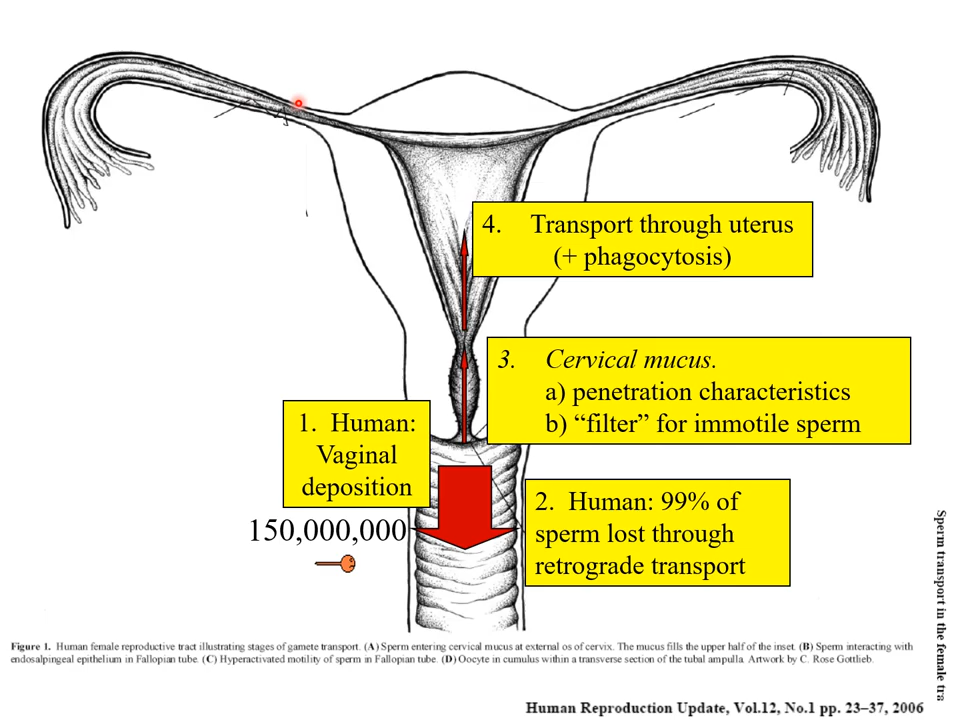 4. Transport through uterus
(+ phagocytosis)
3. Cervical mucus.
a) penetration characteristics
b) “filter” for immotile sperm
1. Human:
Vaginal
deposition
150,000,000
2. Human: 99% of
sperm lost through
retrograde transport
Sperm transport in the female tra
Figure 1. Human female reproductive tract illustrating stages of gamete transport. (A) Sperm entering cervical mucus at external os of cervix. The mucus fills the upper half of the inset. (B) Sperm interacting with
endosalpingeal epithelium in Fallopian tube. (C) Hyperactivated motility of sperm in Fallopian tube. (D) Oocyte in cumulus within a transverse section of the tubal ampulla. Artwork by C. Rose Gottlieb.
Human Reproduction Update, Vol.12, No.1 pp. 23–37, 2006